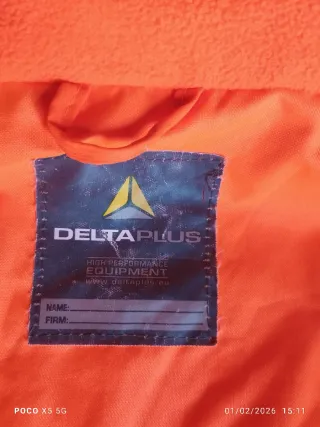 DELTAPLUS
HIGH PERFORMANCE
EQUIPMENT
www.deltaplus.eu
NAME:
FIRM:
POCO X5 5G
01/02/2026 15:11